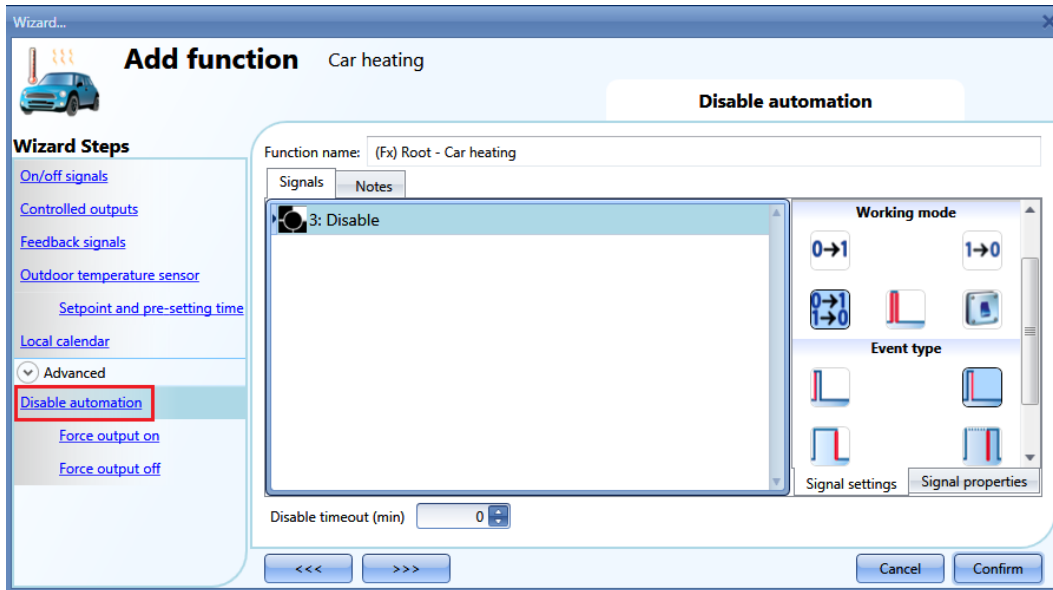 Wizard...
Add function Car heating
Disable automation
Wizard Steps
On/off signals
Controlled outputs
Feedback signals
Outdoor temperature sensor
Setpoint and pre-setting time
Local calendar
Advanced
Disable automation
Force output on
Force output off
Function name: (Fx) Root - Car heating
Signals Notes
3: Disable
Working mode
0→1 1→0
0→1
1→0
Event type
Signal settings Signal properties
Disable timeout (min) 0
<<< >>> Cancel Confirm